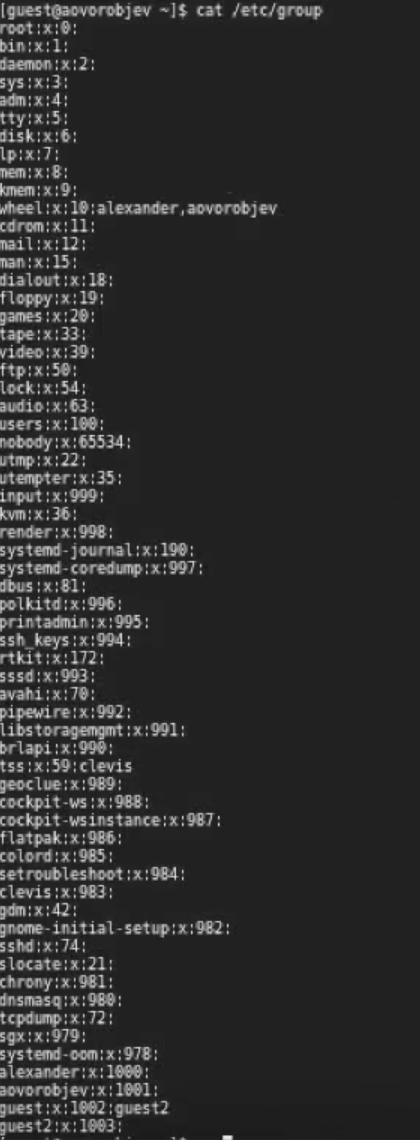 [guest@aovorobjev ~]$ cat /etc/group
root:x:0:
bin:x:1:
daemon:x:2:
sys:x:3:
adm:x:4:
tty:x:5:
disk:x:6:
lp:x:7:
mem:x:8:
kmem:x:9:
wheel:x:10:alexander,aovorobjev
cdrom:x:11:
mail:x:12:
man:x:15:
dialout:x:18:
floppy:x:19:
games:x:20:
tape:x:33:
video:x:39:
ftp:x:50:
lock:x:54:
audio:x:63:
users:x:100:
nobody:x:65534:
utmp:x:22:
utempter:x:35:
input:x:999:
kvm:x:36:
render:x:998:
systemd-journal:x:190:
systemd-coredump:x:997:
dbus:x:81:
polkitd:x:996:
printadmin:x:995:
ssh_keys:x:994:
rtkit:x:172:
sssd:x:993:
avahi:x:70:
pipewire:x:992:
libstoragemgmt:x:991:
brlapi:x:990:
tss:x:59:clevis
geoclue:x:989:
cockpit-ws:x:988:
cockpit-wsinstance:x:987:
flatpak:x:986:
colord:x:985:
setroubleshoot:x:984:
clevis:x:983:
gdm:x:42:
gnome-initial-setup:x:982:
sshd:x:74:
slocate:x:21:
chrony:x:981:
dnsmasq:x:980:
tcpdump:x:72:
sgx:x:979:
systemd-oom:x:978:
alexander:x:1000:
aovorobjev:x:1001:
guest:x:1002:guest2
guest2:x:1003: